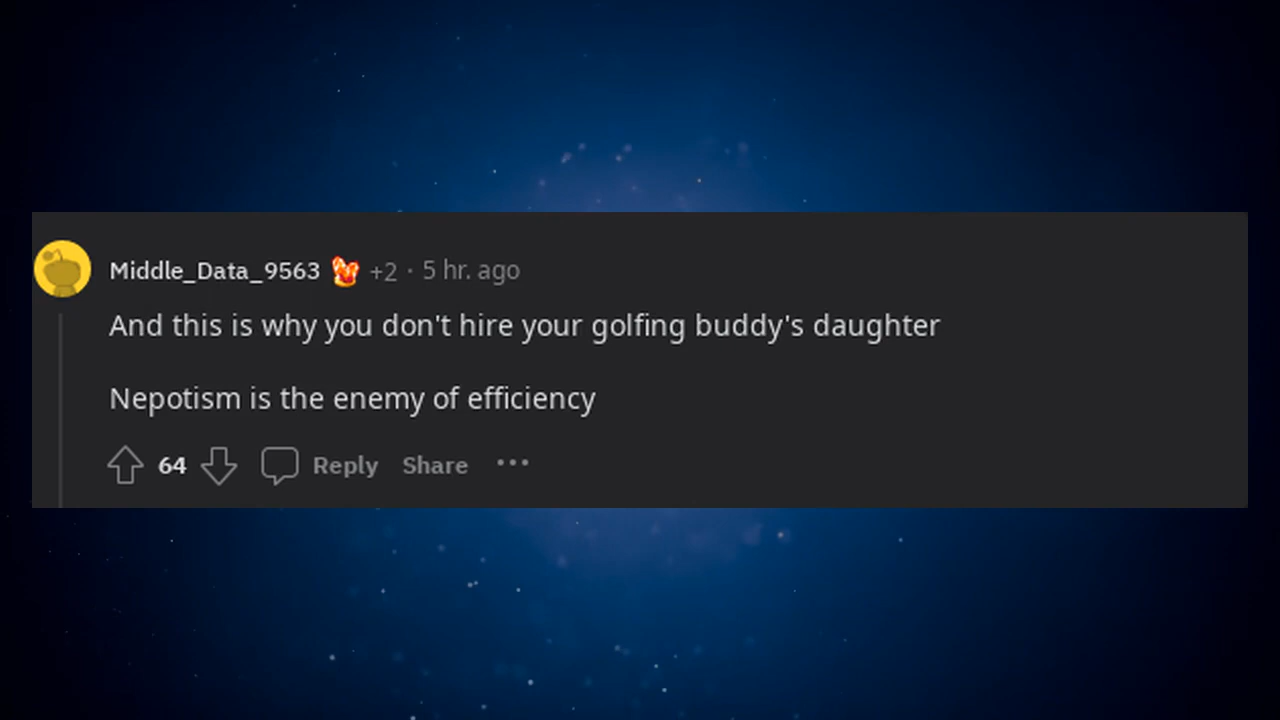 Middle_Data_9563 +2 · 5 hr. ago
And this is why you don't hire your golfing buddy's daughter
Nepotism is the enemy of efficiency
64 Reply Share ···